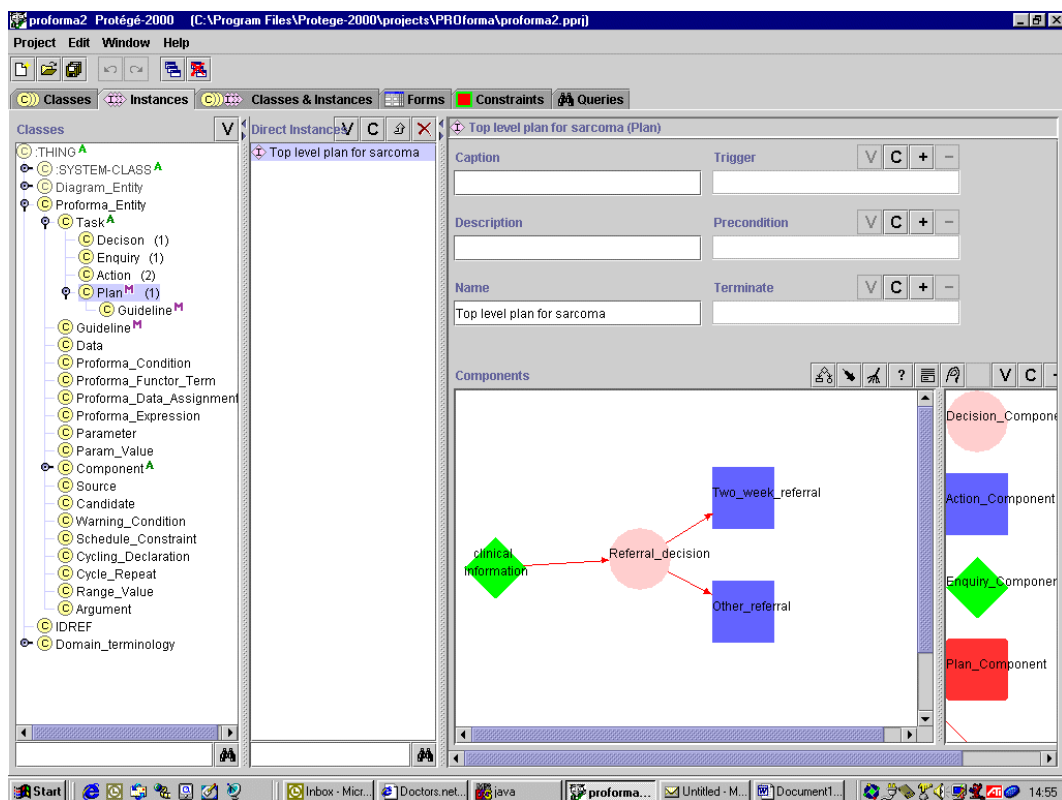 proforma2 Protégé-2000 (C:\Program Files\Protege-2000\projects\PROforma\proforma2.pprj)
Project Edit Window Help
Classes Instances Classes & Instances Forms Constraints Queries
Classes V
:THING A
:SYSTEM-CLASS A
Diagram_Entity
Proforma_Entity
Task A
Decison (1)
Enquiry (1)
Action (2)
Plan M (1)
Guideline M
Guideline M
Data
Proforma_Condition
Proforma_Functor_Term
Proforma_Data_Assignment
Proforma_Expression
Parameter
Param_Value
Component A
Source
Candidate
Warning_Condition
Schedule_Constraint
Cycling_Declaration
Cycle_Repeat
Range_Value
Argument
IDREF
Domain_terminology
Direct Instances V C
Top level plan for sarcoma
Top level plan for sarcoma (Plan)
Caption
Trigger V C + −
Description
Precondition V C + −
Name
Terminate V C + −
Top level plan for sarcoma
Components ? V C
clinical
information
Referral_decision
Two_week_referral
Other_referral
Decision_Compone
Action_Component
Enquiry_Componer
Plan_Component
Start Inbox - Micr... Doctors.net... java proforma... Untitled - M... Document1... ATI 14:55